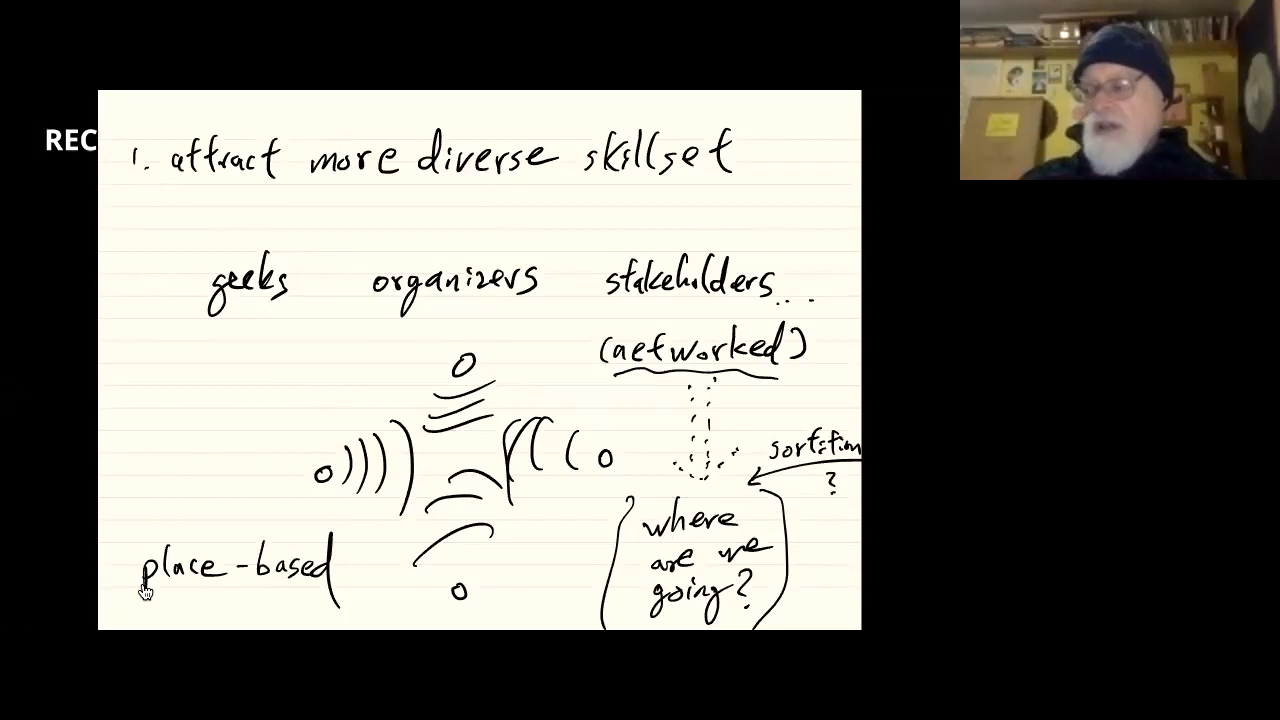 REC
1. attract more diverse skillset
geeks organizers stakeholders...
(networked)
sortition
?
where
are we
going?
place-based